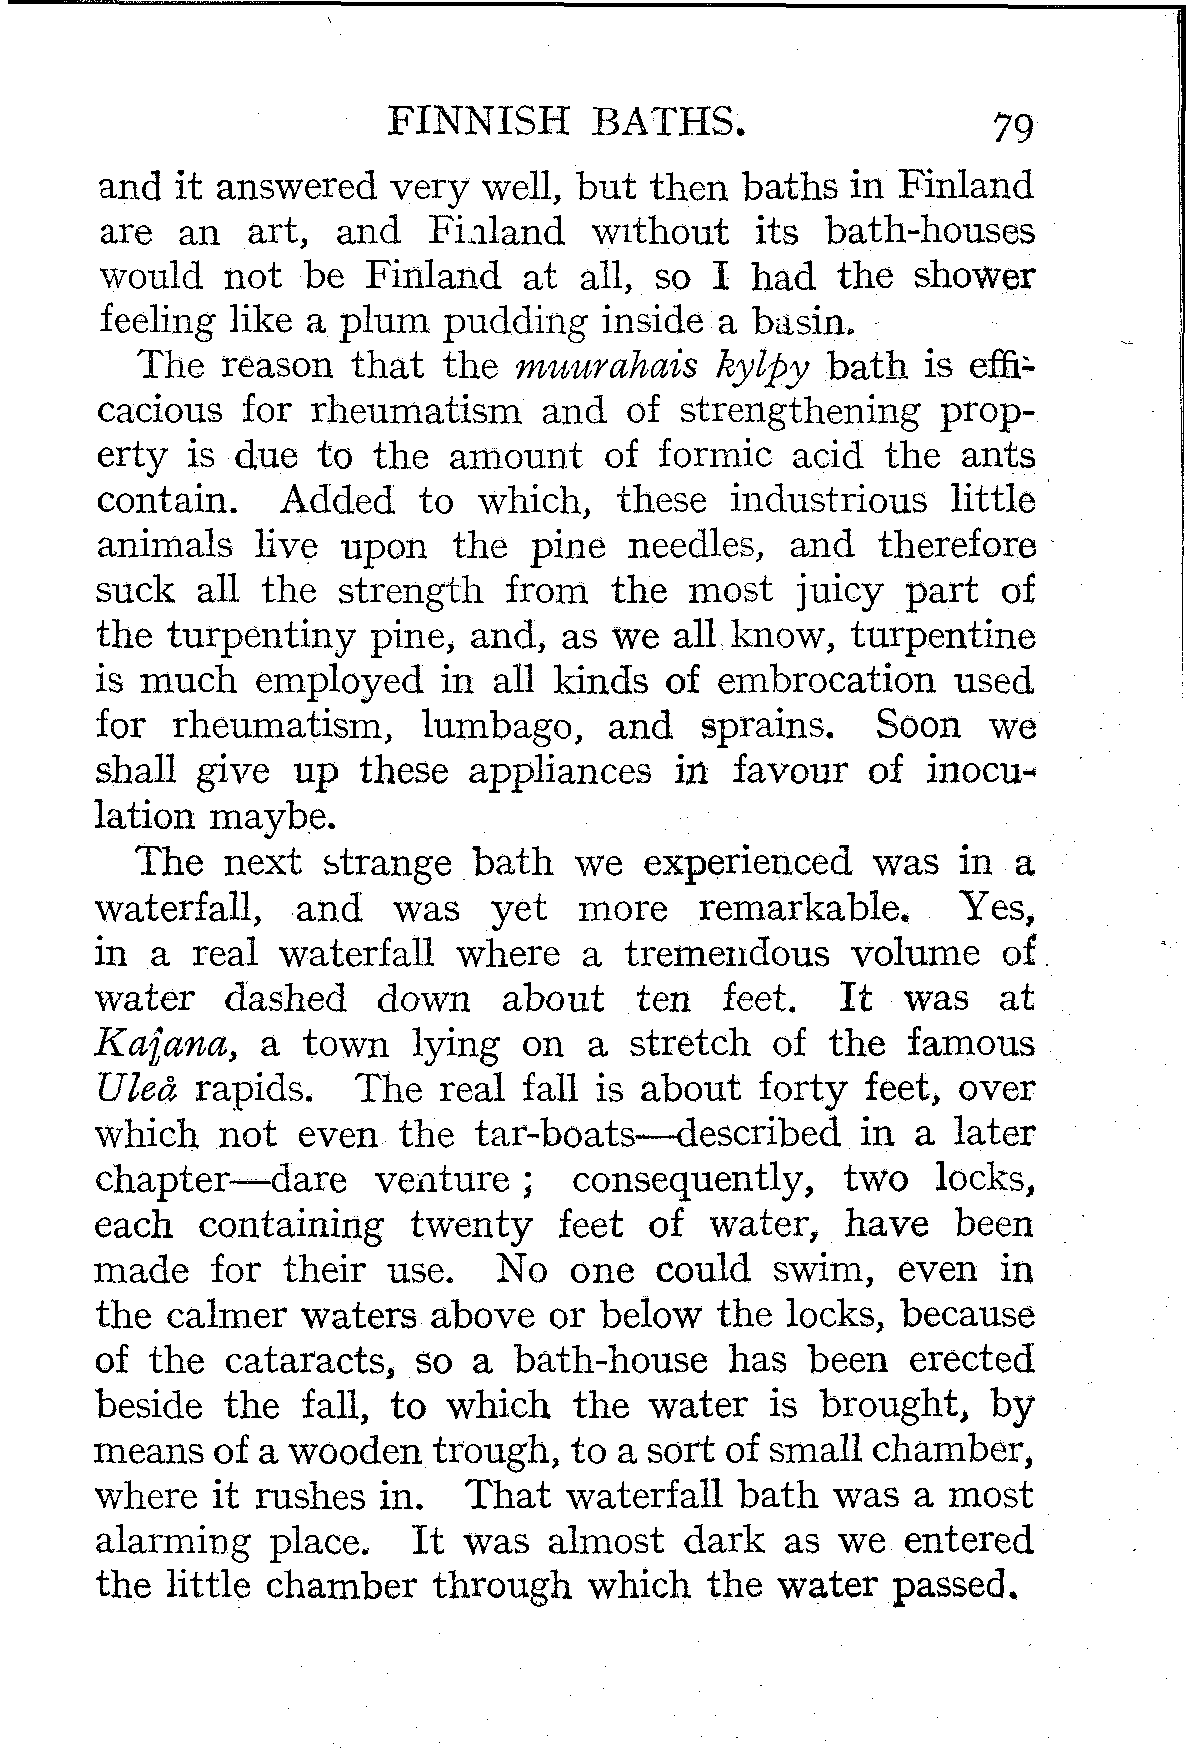 FINNISH BATHS. 79
and it answered very well, but then baths in Finland
are an art, and Finland without its bath-houses
would not be Finland at all, so I had the shower
feeling like a plum pudding inside a basin.
The reason that the muurahais kylpy bath is effi-
cacious for rheumatism and of strengthening prop-
erty is due to the amount of formic acid the ants
contain. Added to which, these industrious little
animals live upon the pine needles, and therefore
suck all the strength from the most juicy part of
the turpentiny pine, and, as we all know, turpentine
is much employed in all kinds of embrocation used
for rheumatism, lumbago, and sprains. Soon we
shall give up these appliances in favour of inocu-
lation maybe.
The next strange bath we experienced was in a
waterfall, and was yet more remarkable. Yes,
in a real waterfall where a tremendous volume of
water dashed down about ten feet. It was at
Kajana, a town lying on a stretch of the famous
Uleå rapids. The real fall is about forty feet, over
which not even the tar-boats—described in a later
chapter—dare venture ; consequently, two locks,
each containing twenty feet of water, have been
made for their use. No one could swim, even in
the calmer waters above or below the locks, because
of the cataracts, so a bath-house has been erected
beside the fall, to which the water is brought, by
means of a wooden trough, to a sort of small chamber,
where it rushes in. That waterfall bath was a most
alarming place. It was almost dark as we entered
the little chamber through which the water passed.